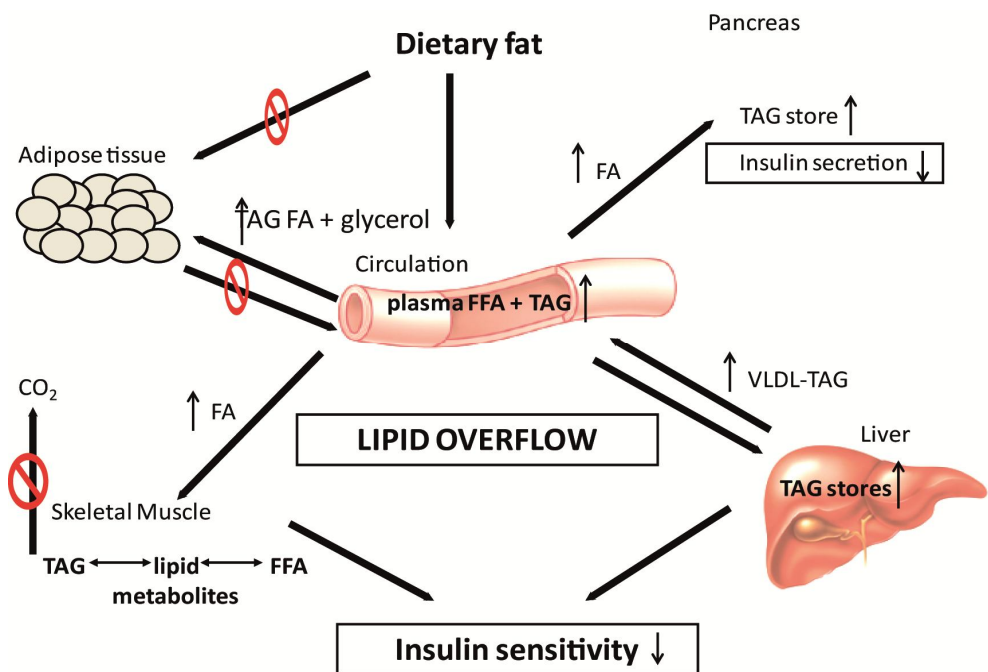 Pancreas
Dietary fat
TAG store ↑
Insulin secretion ↓
↑ FA
Adipose tissue
↑ TAG FA + glycerol
Circulation
plasma FFA + TAG ↑
↑ VLDL-TAG
CO₂
↑ FA
LIPID OVERFLOW
Liver
TAG stores ↑
Skeletal Muscle
TAG ↔ lipid ↔ FFA
metabolites
Insulin sensitivity ↓